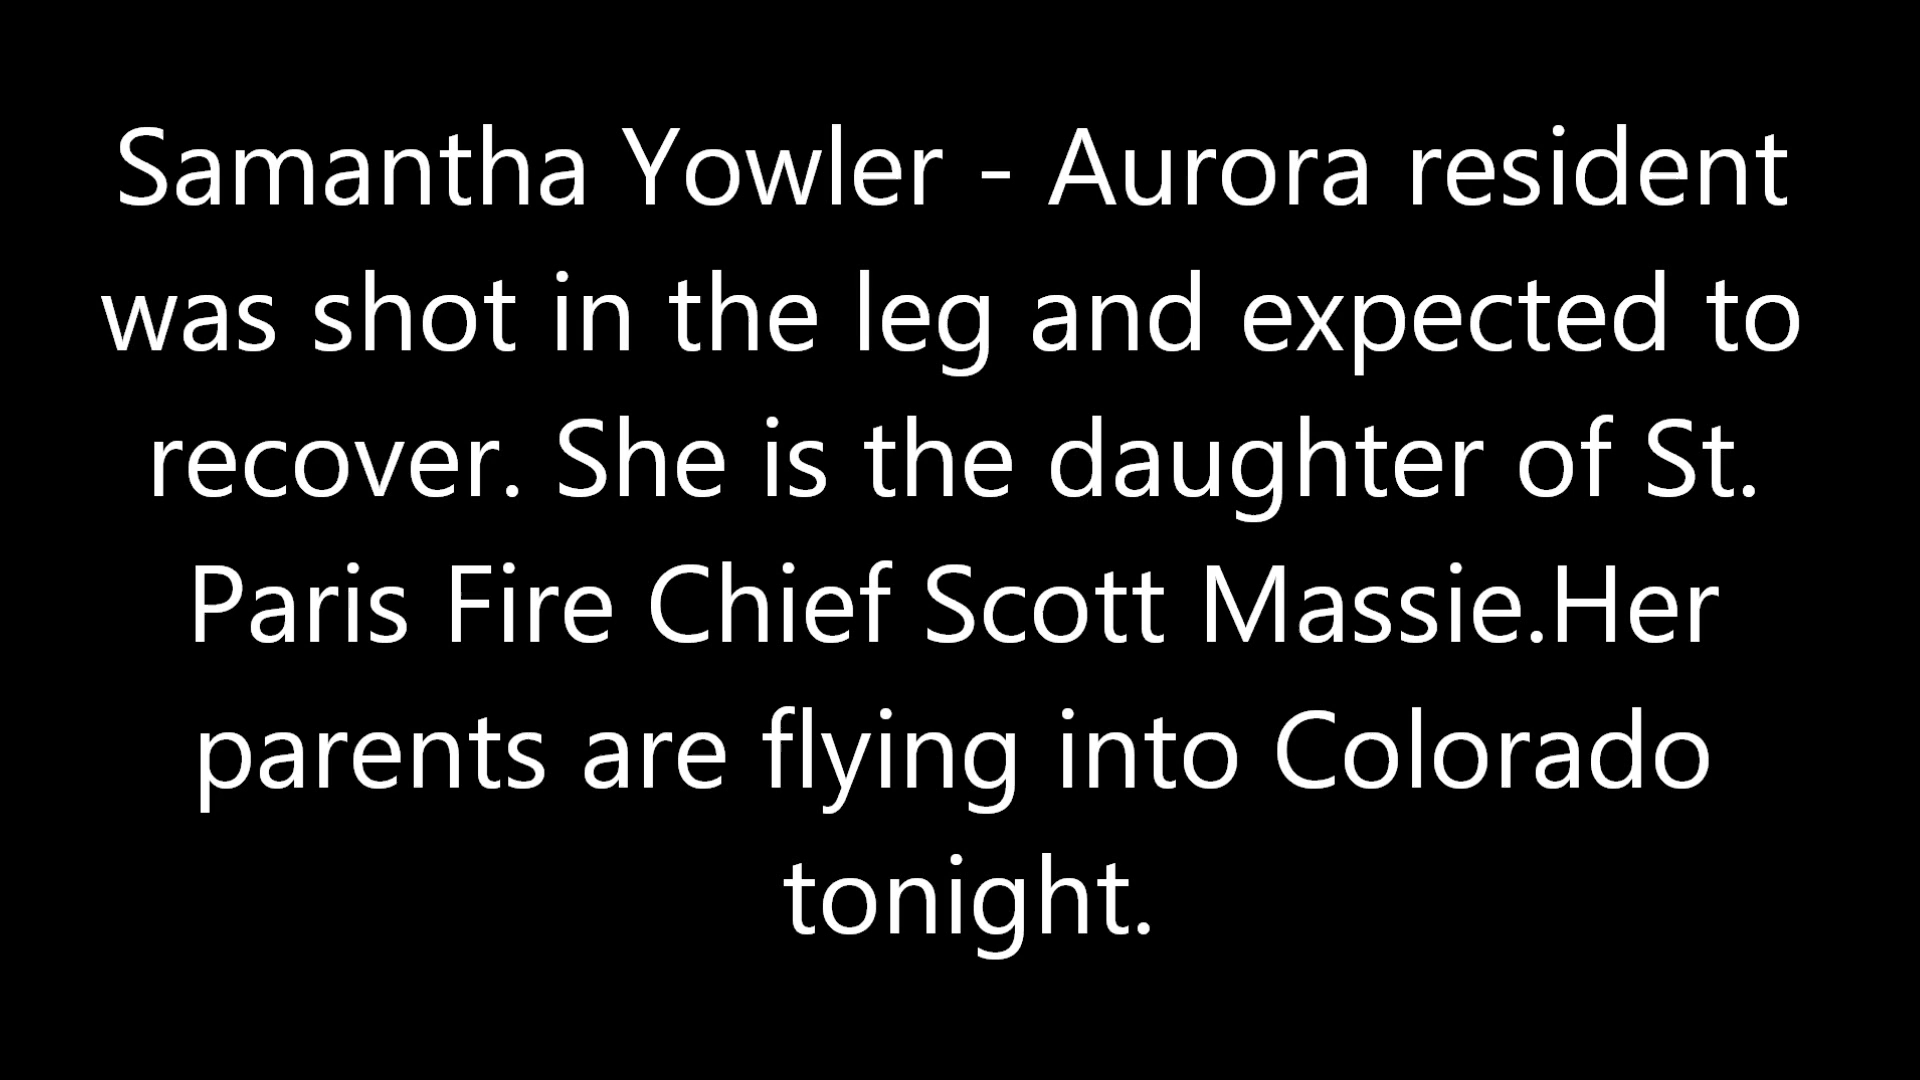 Samantha Yowler - Aurora resident
was shot in the leg and expected to
recover. She is the daughter of St.
Paris Fire Chief Scott Massie.Her
parents are flying into Colorado
tonight.